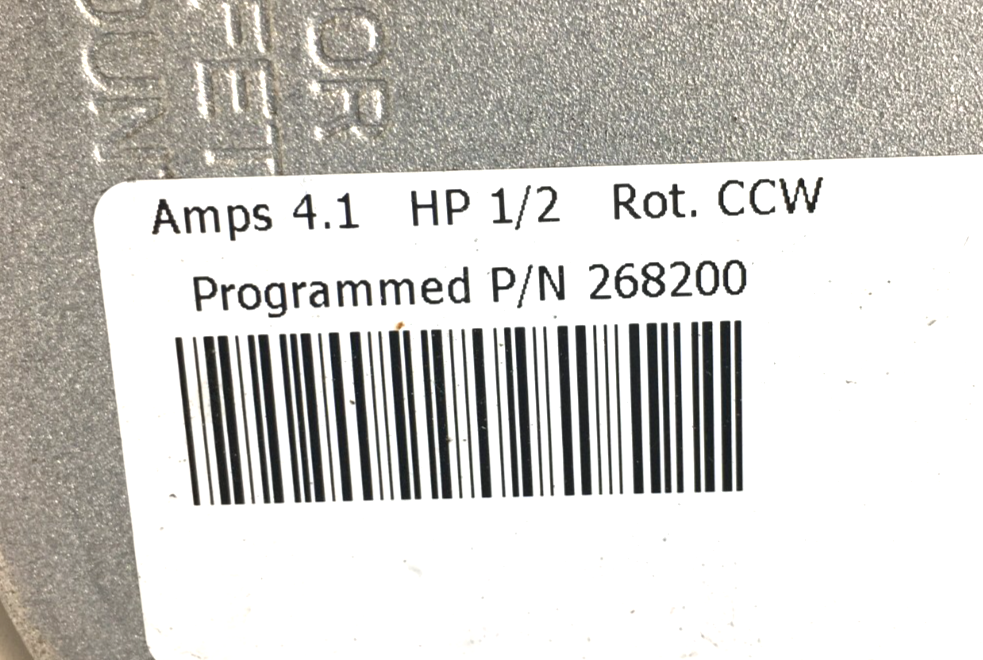 Amps 4.1 HP 1/2 Rot. CCW
Programmed P/N 268200